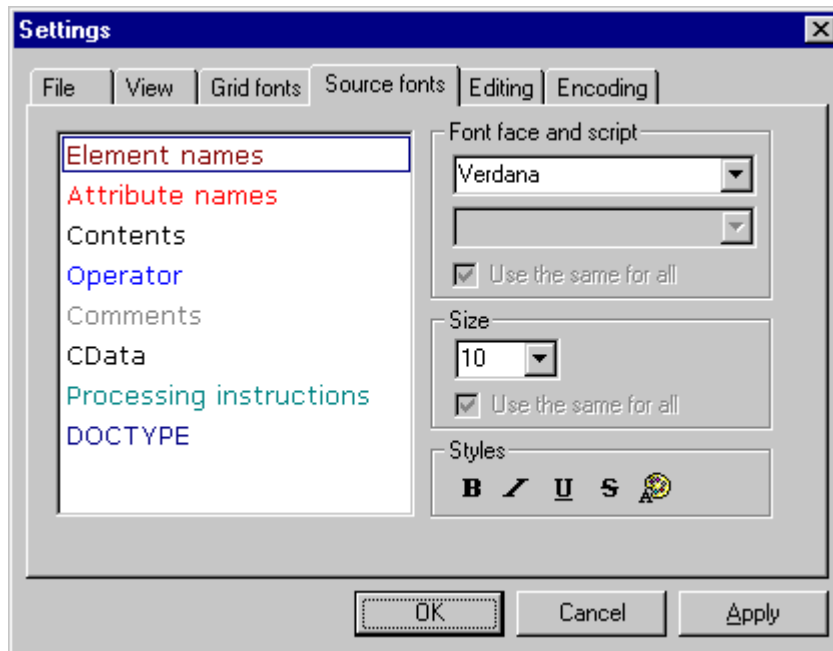 Settings
File View Grid fonts Source fonts Editing Encoding
Element names
Attribute names
Contents
Operator
Comments
CData
Processing instructions
DOCTYPE
Font face and script
Verdana
Use the same for all
Size
10
Use the same for all
Styles
B I U S A
OK Cancel Apply